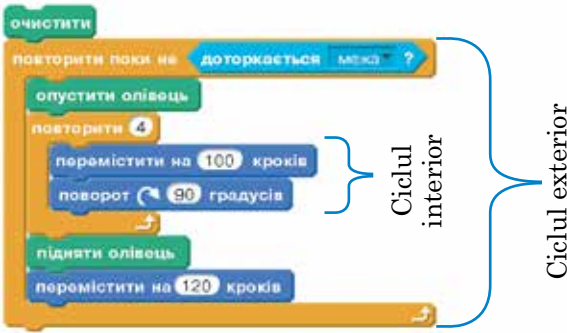 очистити
повторити поки не доторкається межа ?
опустити олівець
повторити 4
перемістити на 100 кроків
поворот 90 градусів
підняти олівець
перемістити на 120 кроків
Ciclul
interior
Ciclul exterior